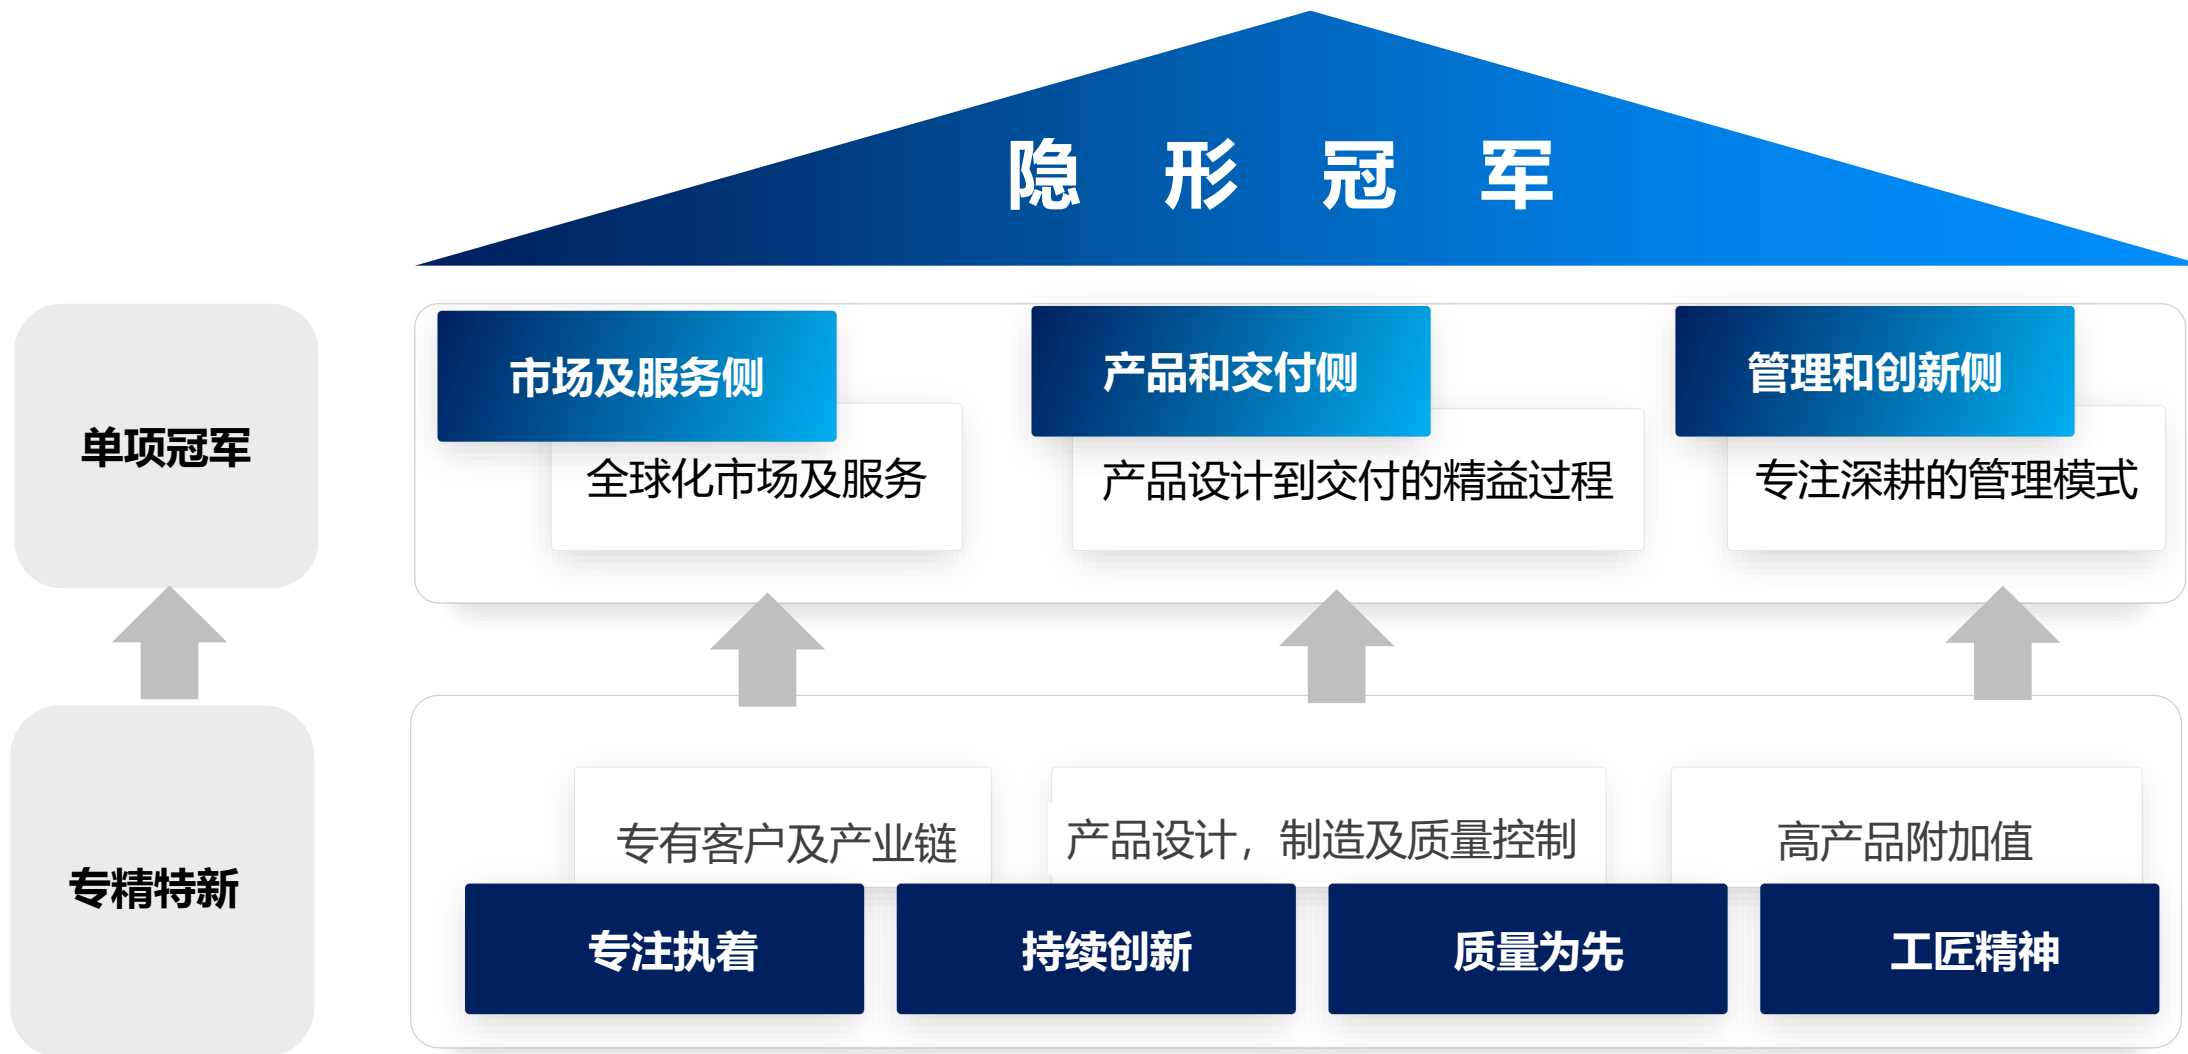 隐形冠军
单项冠军
市场及服务侧
全球化市场及服务
产品和交付侧
产品设计到交付的精益过程
管理和创新侧
专注深耕的管理模式
专精特新
专有客户及产业链
产品设计，制造及质量控制
高产品附加值
专注执着
持续创新
质量为先
工匠精神